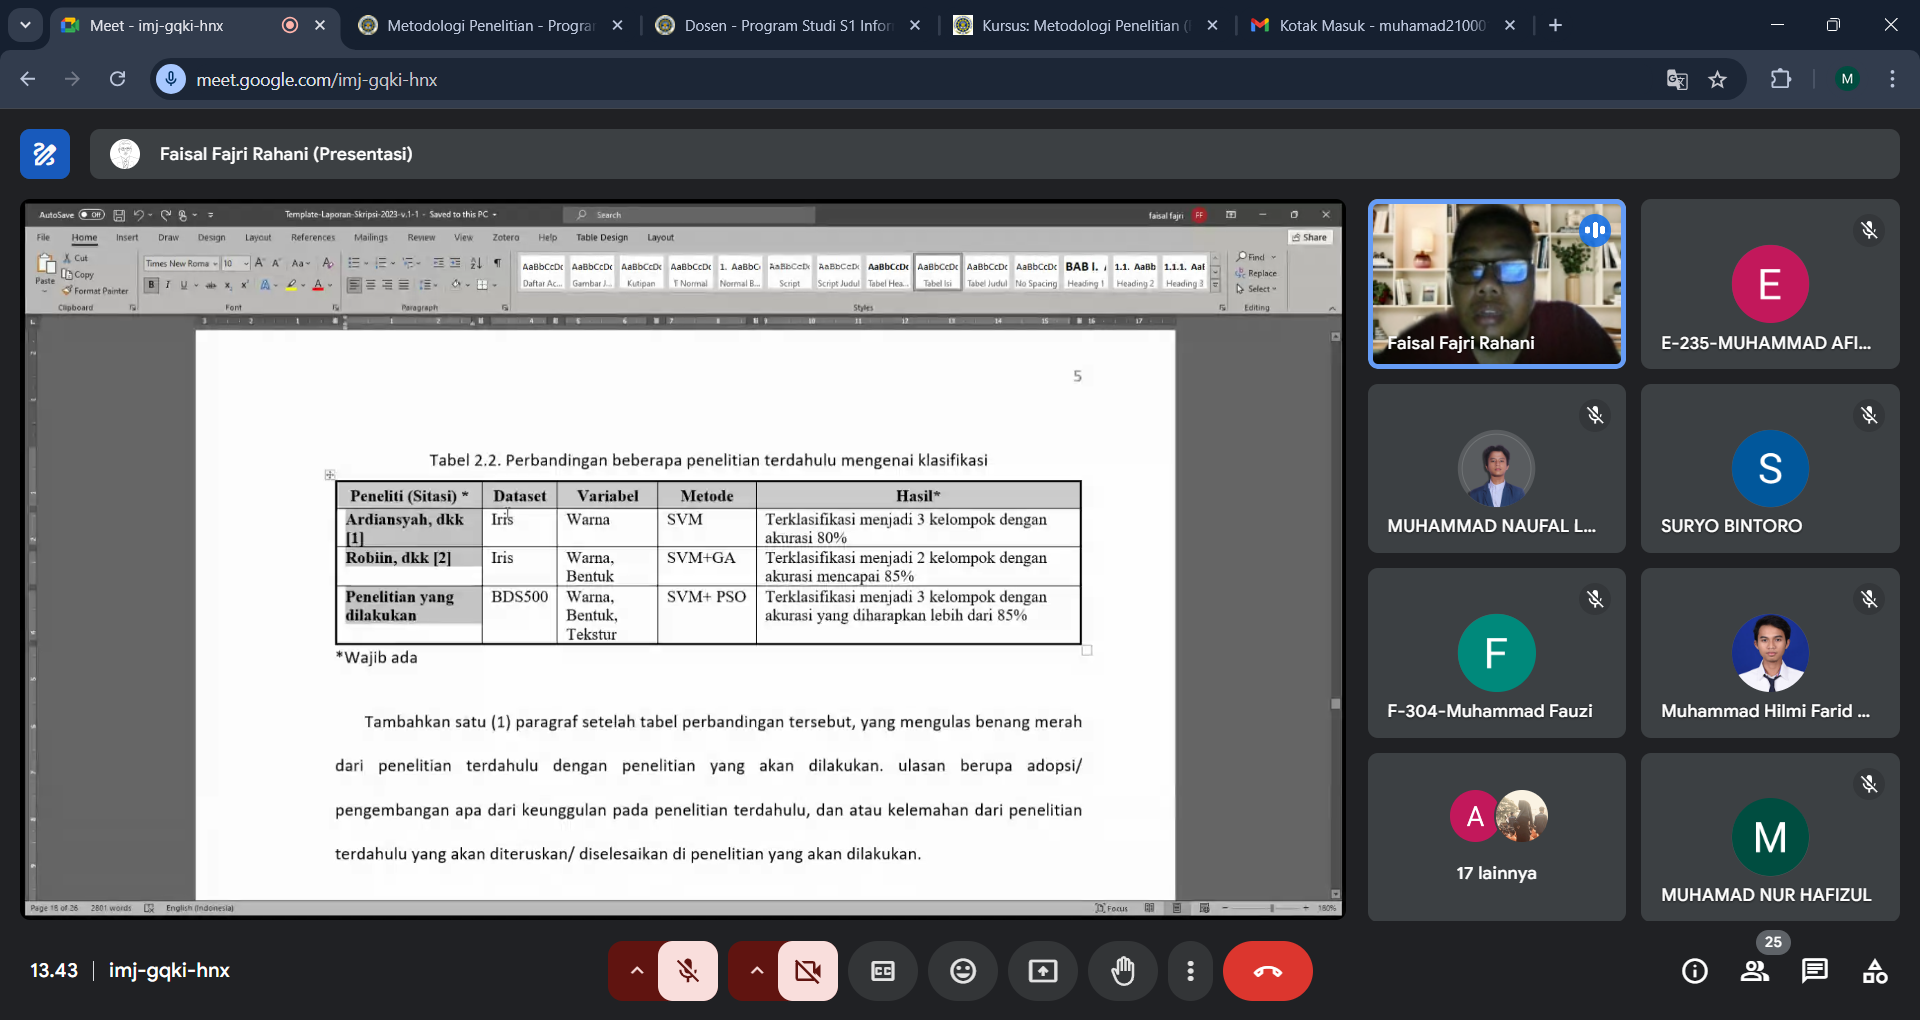 Meet - imj-gqki-hnx
Metodologi Penelitian - Progra
Dosen - Program Studi S1 Infor
Kursus: Metodologi Penelitian (
Kotak Masuk - muhamad21000
meet.google.com/imj-gqki-hnx
M
Faisal Fajri Rahani (Presentasi)
AutoSave Off
Template-Laporan-Skripsi-2023-v.1-1 - Saved to this PC
Search
faisal fajri FF
File Home Insert Draw Design Layout References Mailings Review View Zotero Help Table Design Layout
Share
Paste
Cut
Copy
Format Painter
Clipboard
Times New Roma 10
Font
Paragraph
AaBbCcDc AaBbCcDc AaBbCcDc AaBbCcDc 1. AaBbC AaBbCcDc AaBbCcDc AaBbCcDc AaBbCcDc AaBbCcDc AaBbCcDc BAB I. 1.1. AaBb 1.1.1. Aal
Daftar Ac... Gambar J... Kutipan T Normal Normal B... Script Script Judul Tabel Hea... Tabel Isi Tabel Judul No Spacing Heading 1 Heading 2 Heading 3
Styles
Find
Replace
Select
Editing
5
Tabel 2.2. Perbandingan beberapa penelitian terdahulu mengenai klasifikasi
Peneliti (Sitasi) * Dataset Variabel Metode Hasil*
Ardiansyah, dkk [1] Iris Warna SVM Terklasifikasi menjadi 3 kelompok dengan akurasi 80%
Robiin, dkk [2] Iris Warna, Bentuk SVM+GA Terklasifikasi menjadi 2 kelompok dengan akurasi mencapai 85%
Penelitian yang dilakukan BDS500 Warna, Bentuk, Tekstur SVM+ PSO Terklasifikasi menjadi 3 kelompok dengan akurasi yang diharapkan lebih dari 85%
*Wajib ada
Tambahkan satu (1) paragraf setelah tabel perbandingan tersebut, yang mengulas benang merah
dari penelitian terdahulu dengan penelitian yang akan dilakukan. ulasan berupa adopsi/
pengembangan apa dari keunggulan pada penelitian terdahulu, dan atau kelemahan dari penelitian
terdahulu yang akan diteruskan/ diselesaikan di penelitian yang akan dilakukan.
Page 18 of 26 2801 words English (Indonesia)
Focus
160%
Faisal Fajri Rahani
E
E-235-MUHAMMAD AFI...
MUHAMMAD NAUFAL L...
S
SURYO BINTORO
F
F-304-Muhammad Fauzi
Muhammad Hilmi Farid ...
A
17 lainnya
M
MUHAMAD NUR HAFIZUL
13.43
imj-gqki-hnx
25